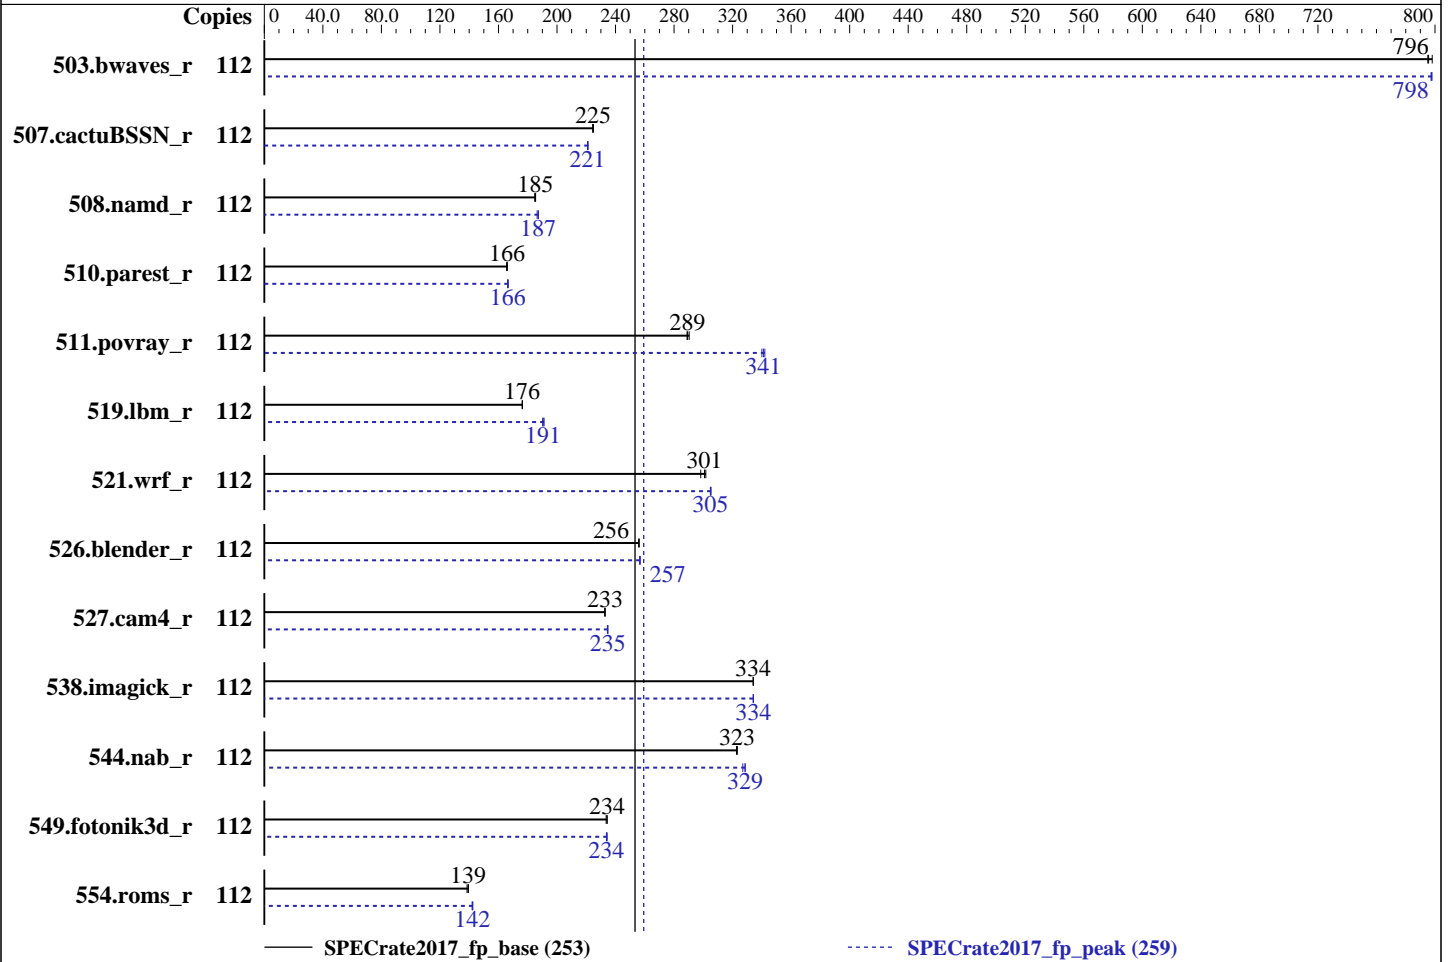 Copies 0 40.0 80.0 120 160 200 240 280 320 360 400 440 480 520 560 600 640 680 720 800
796
503.bwaves_r 112
798
225
507.cactuBSSN_r 112
221
185
508.namd_r 112
187
166
510.parest_r 112
166
289
511.povray_r 112
341
176
519.lbm_r 112
191
301
521.wrf_r 112
305
256
526.blender_r 112
257
233
527.cam4_r 112
235
334
538.imagick_r 112
334
323
544.nab_r 112
329
234
549.fotonik3d_r 112
234
139
554.roms_r 112
142
SPECrate2017_fp_base (253) SPECrate2017_fp_peak (259)